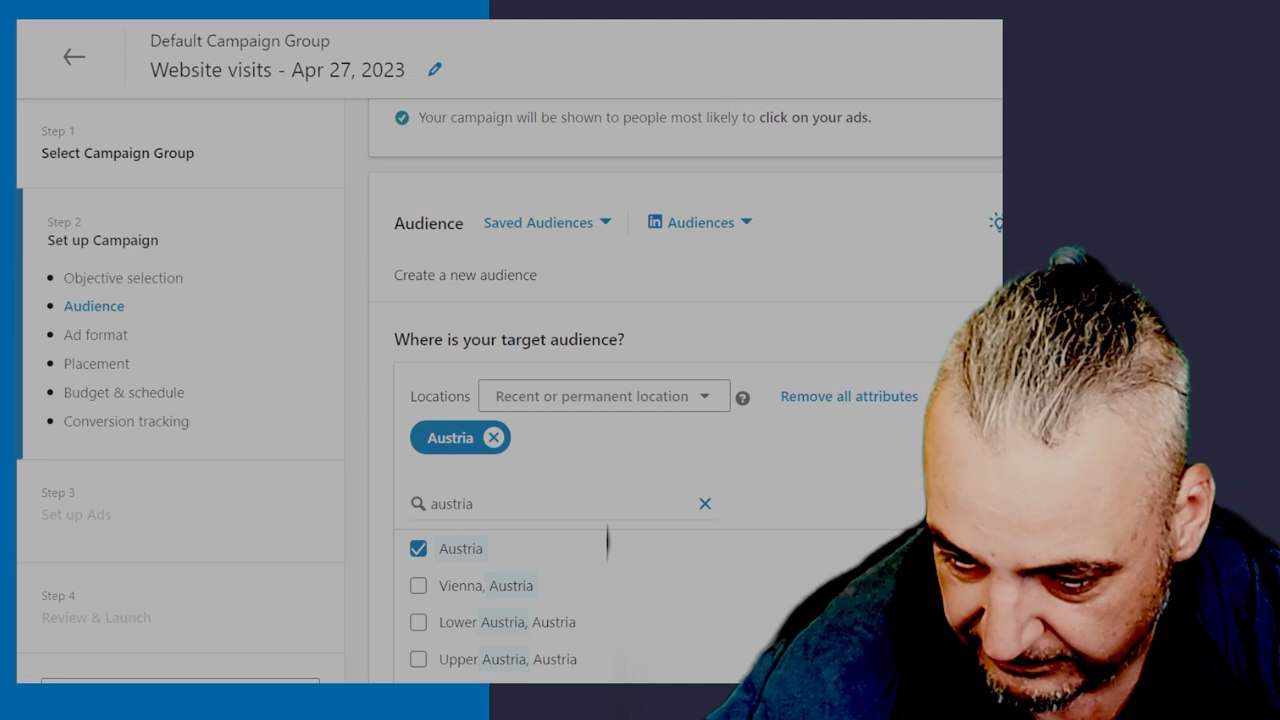 Default Campaign Group
Website visits - Apr 27, 2023
Step 1
Select Campaign Group
Step 2
Set up Campaign
Objective selection
Audience
Ad format
Placement
Budget & schedule
Conversion tracking
Step 3
Set up Ads
Step 4
Review & Launch
Your campaign will be shown to people most likely to click on your ads.
Audience Saved Audiences in Audiences
Create a new audience
Where is your target audience?
Locations Recent or permanent location ? Remove all attributes
Austria
austria
Austria
Vienna, Austria
Lower Austria, Austria
Upper Austria, Austria